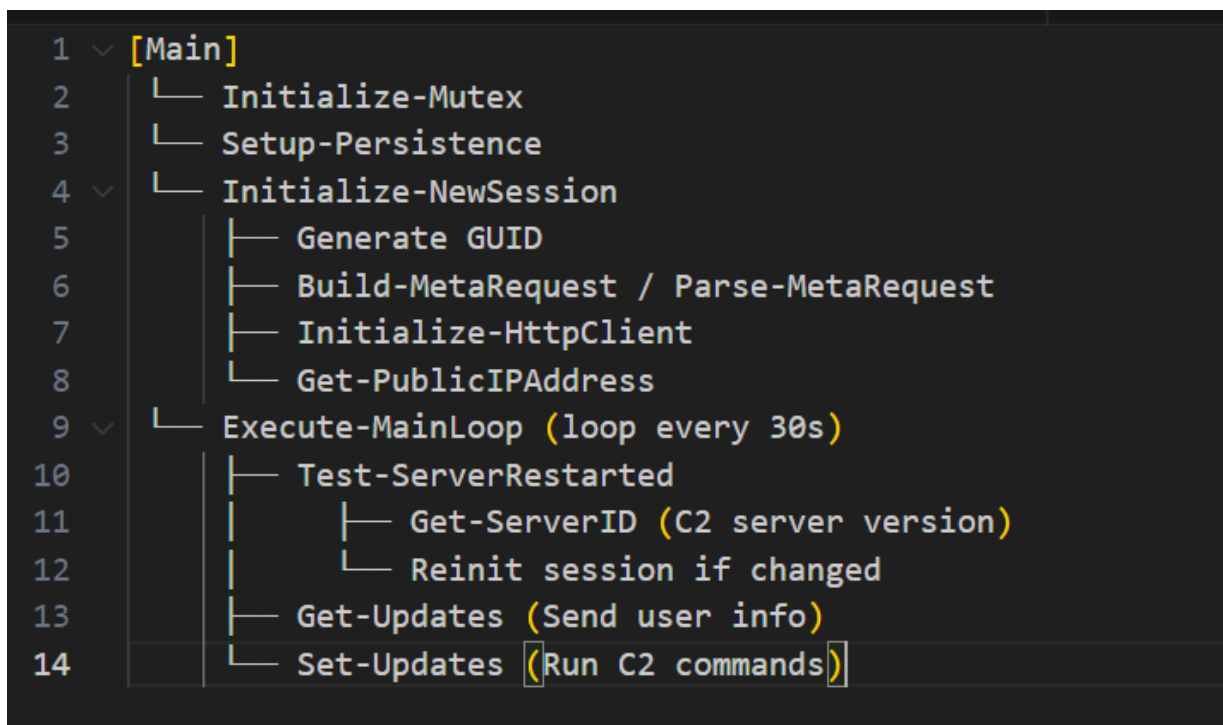 1 [Main]
2 └── Initialize-Mutex
3 └── Setup-Persistence
4 └── Initialize-NewSession
5 ├── Generate GUID
6 ├── Build-MetaRequest / Parse-MetaRequest
7 ├── Initialize-HttpClient
8 └── Get-PublicIPAddress
9 └── Execute-MainLoop (loop every 30s)
10 ├── Test-ServerRestarted
11 │ ├── Get-ServerID (C2 server version)
12 │ └── Reinit session if changed
13 ├── Get-Updates (Send user info)
14 └── Set-Updates (Run C2 commands)